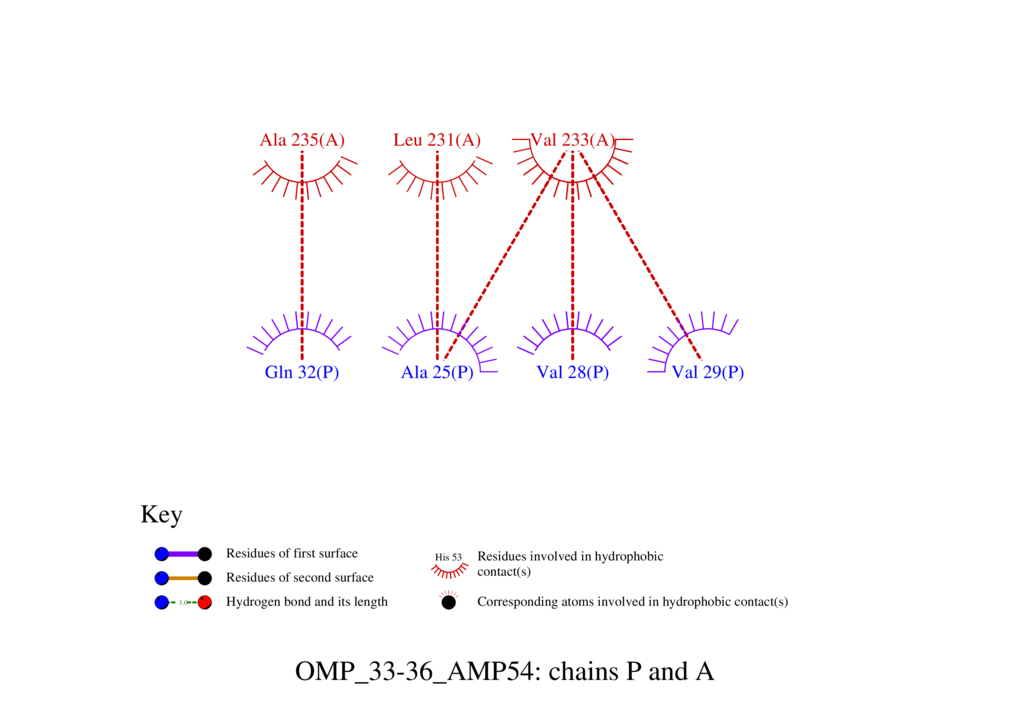 Ala 235(A) Leu 231(A) Val 233(A)
Gln 32(P) Ala 25(P) Val 28(P) Val 29(P)
Key
Residues of first surface
Residues of second surface
3.0
Hydrogen bond and its length
His 53
Residues involved in hydrophobic
contact(s)
Corresponding atoms involved in hydrophobic contact(s)
OMP_33-36_AMP54: chains P and A